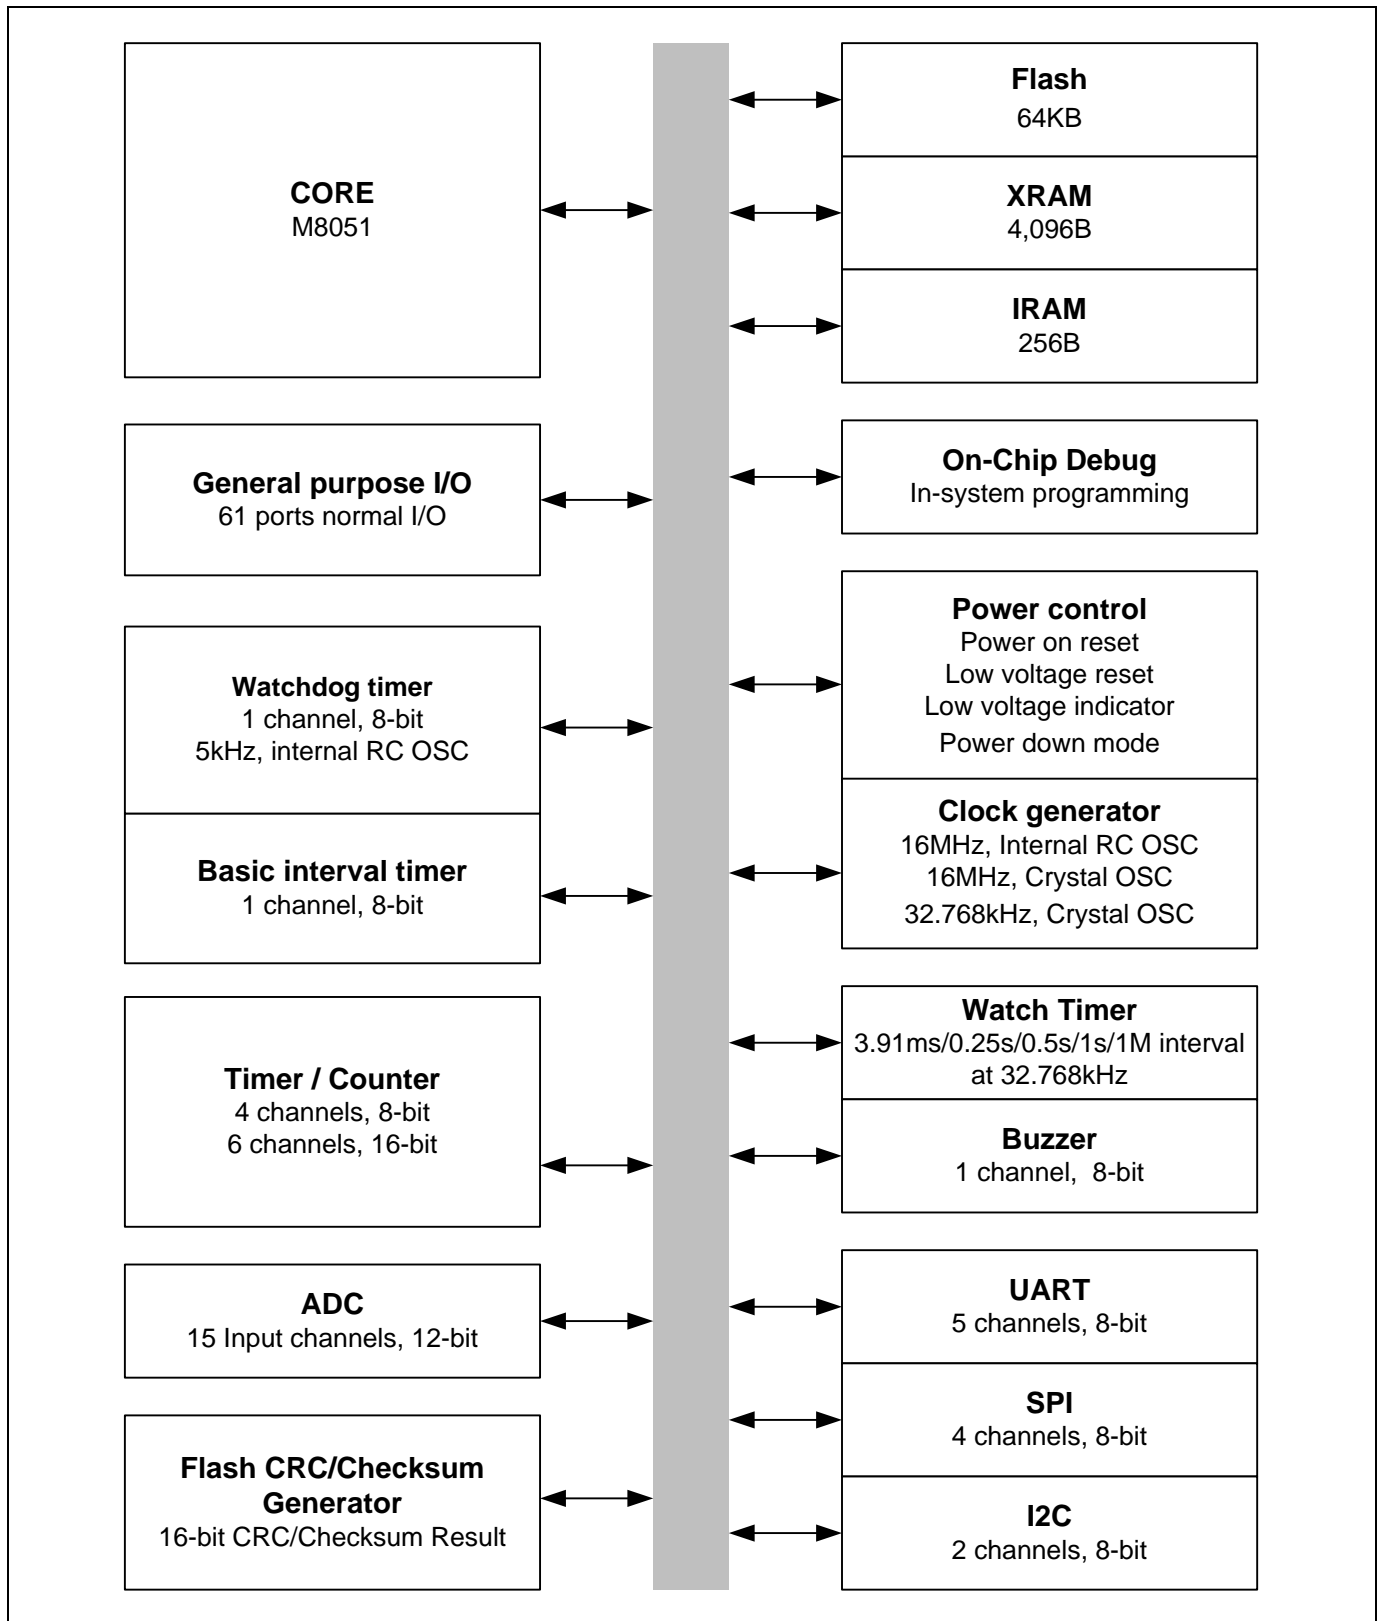 CORE
M8051
General purpose I/O
61 ports normal I/O
Watchdog timer
1 channel, 8-bit
5kHz, internal RC OSC
Basic interval timer
1 channel, 8-bit
Timer / Counter
4 channels, 8-bit
6 channels, 16-bit
ADC
15 Input channels, 12-bit
Flash CRC/Checksum
Generator
16-bit CRC/Checksum Result
Flash
64KB
XRAM
4,096B
IRAM
256B
On-Chip Debug
In-system programming
Power control
Power on reset
Low voltage reset
Low voltage indicator
Power down mode
Clock generator
16MHz, Internal RC OSC
16MHz, Crystal OSC
32.768kHz, Crystal OSC
Watch Timer
3.91ms/0.25s/0.5s/1s/1M interval
at 32.768kHz
Buzzer
1 channel,  8-bit
UART
5 channels, 8-bit
SPI
4 channels, 8-bit
I2C
2 channels, 8-bit